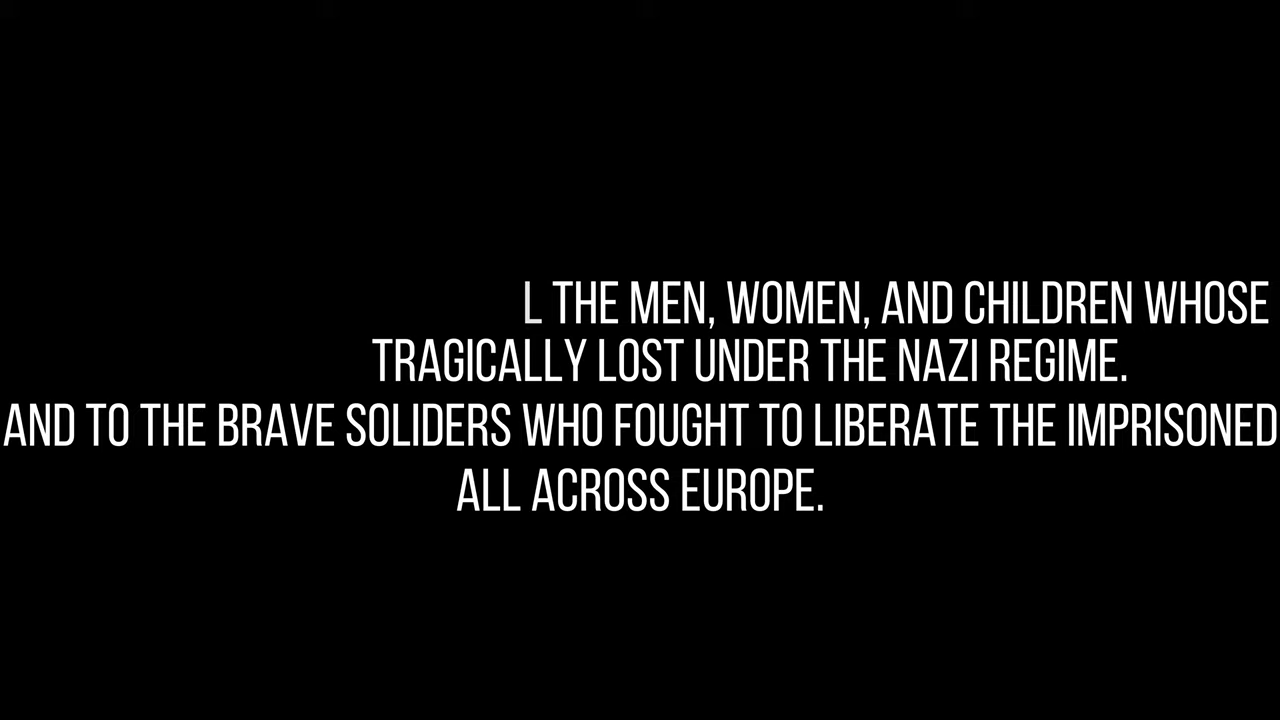 L THE MEN, WOMEN, AND CHILDREN WHOSE
TRAGICALLY LOST UNDER THE NAZI REGIME.
AND TO THE BRAVE SOLIDERS WHO FOUGHT TO LIBERATE THE IMPRISONED
ALL ACROSS EUROPE.